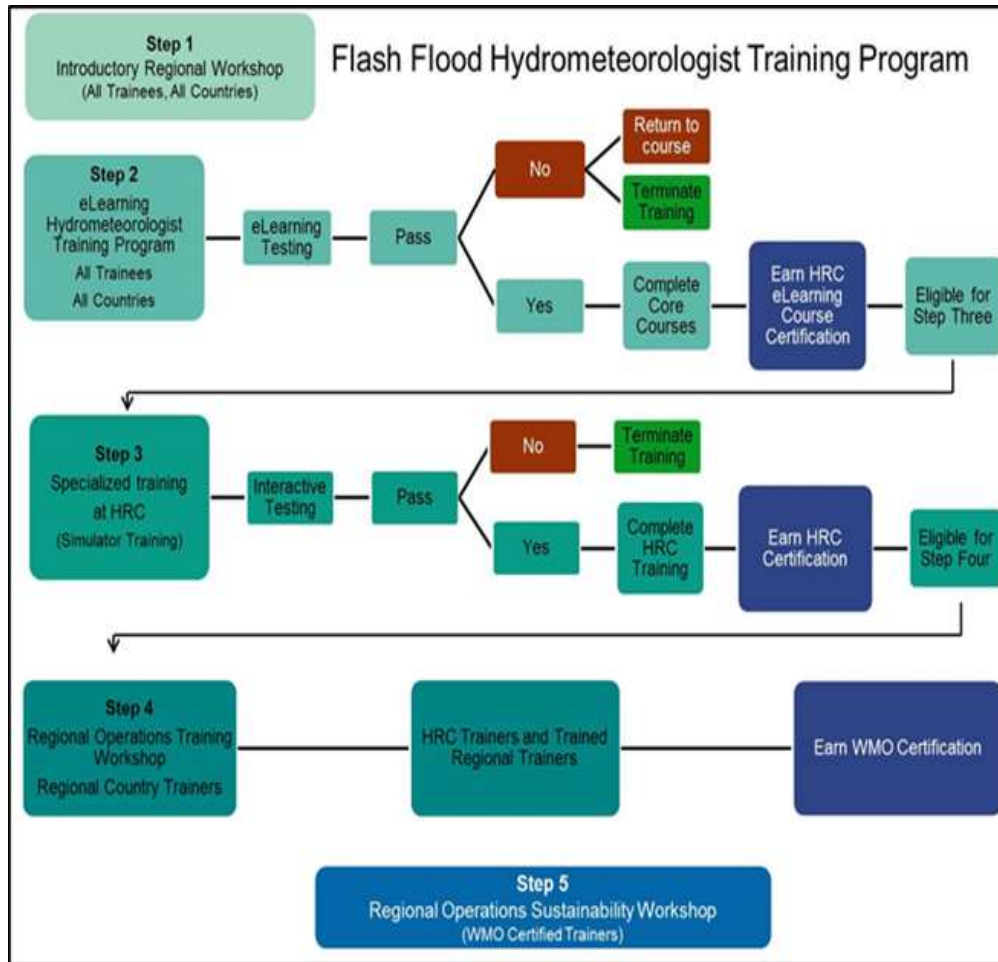 Step 1
Introductory Regional Workshop
(All Trainees, All Countries)
Flash Flood Hydrometeorologist Training Program
Step 2
eLearning
Hydrometeorologist
Training Program
All Trainees
All Countries
eLearning
Testing
Pass
No
Return to
course
Terminate
Training
Yes
Complete
Core
Courses
Earn HRC
eLearning
Course
Certification
Eligible for
Step Three
Step 3
Specialized training
at HRC
(Simulator Training)
Interactive
Testing
Pass
No
Terminate
Training
Yes
Complete
HRC
Training
Earn HRC
Certification
Eligible for
Step Four
Step 4
Regional Operations Training
Workshop
Regional Country Trainers
HRC Trainers and Trained
Regional Trainers
Earn WMO Certification
Step 5
Regional Operations Sustainability Workshop
(WMO Certified Trainers)